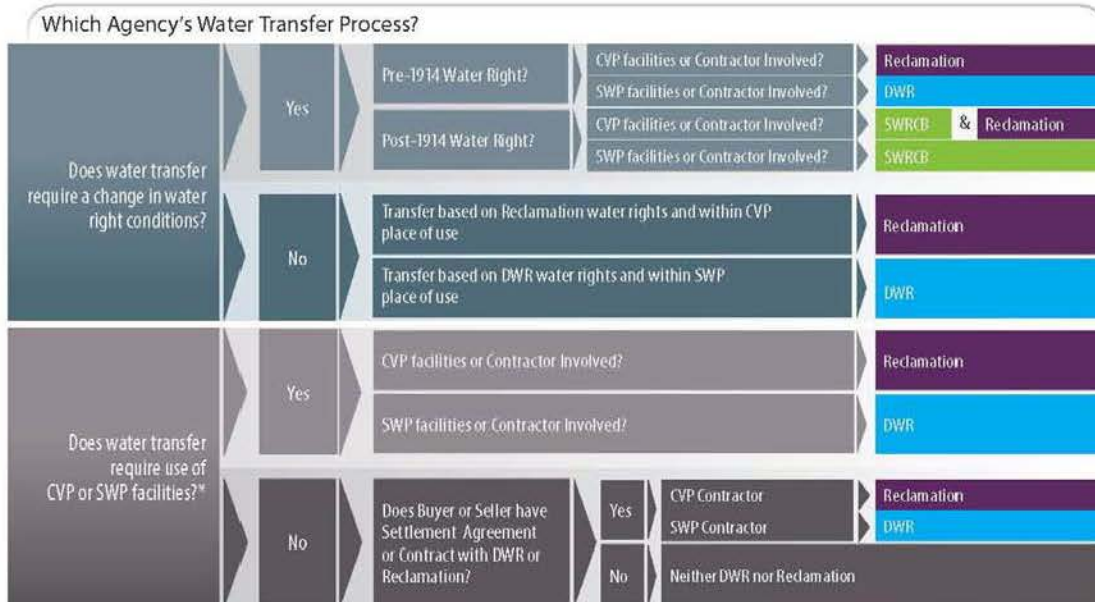 Which Agency's Water Transfer Process?
Does water transfer
require a change in water
right conditions?
Yes
Pre-1914 Water Right?
CVP facilities or Contractor Involved?
Reclamation
SWP facilities or Contractor Involved?
DWR
Post-1914 Water Right?
CVP facilities or Contractor Involved?
SWRCB & Reclamation
SWP facilities or Contractor Involved?
SWRCB
No
Transfer based on Reclamation water rights and within CVP
place of use
Reclamation
Transfer based on DWR water rights and within SWP
place of use
DWR
Does water transfer
require use of
CVP or SWP facilities?*
Yes
CVP facilities or Contractor Involved?
Reclamation
SWP facilities or Contractor Involved?
DWR
No
Does Buyer or Seller have
Settlement Agreement
or Contract with DWR or
Reclamation?
Yes
CVP Contractor
Reclamation
SWP Contractor
DWR
No
Neither DWR nor Reclamation